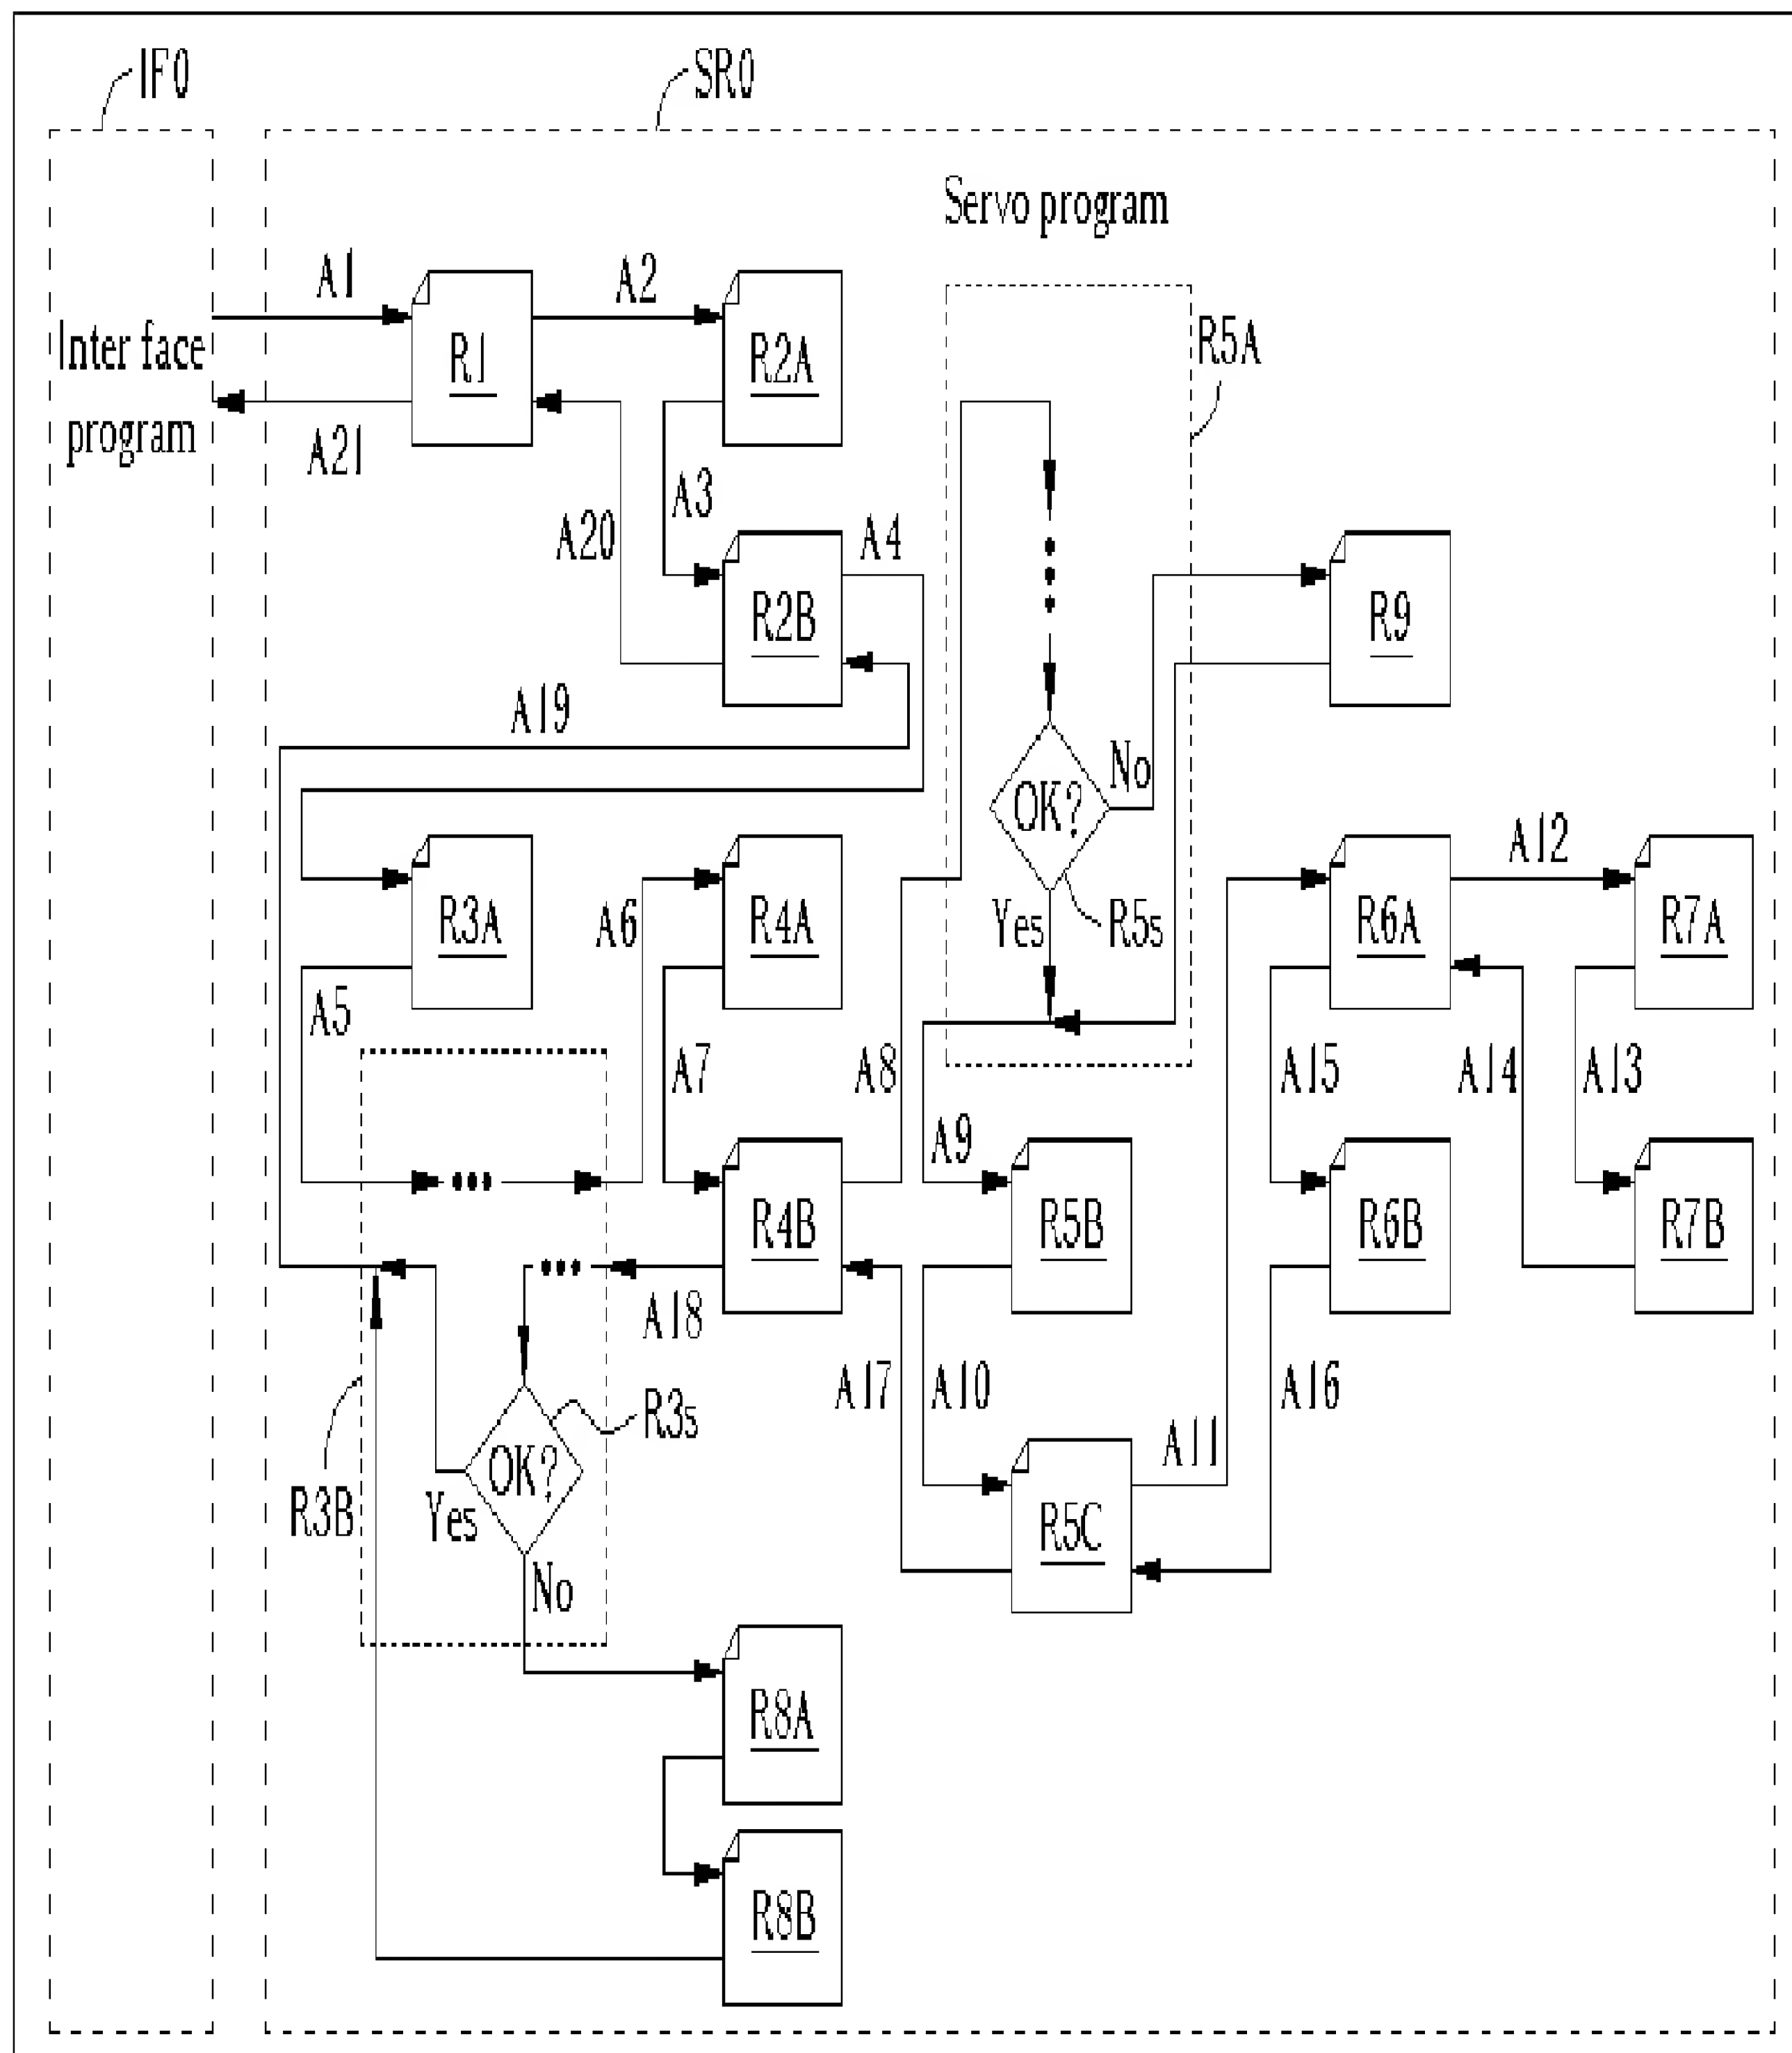 IF0
SR0
Servo program
A1
A2
Inter face
program
R1
R2A
R5A
A21
A3
A20
A4
R2B
R9
A19
No
OK?
A12
R3A
A6
R4A
Yes
R5s
R6A
R7A
A5
A7
A8
A15
A14
A13
A9
R4B
R5B
R6B
R7B
A18
A17
A10
A16
R3s
A11
OK?
R3B
Yes
R5C
No
R8A
R8B